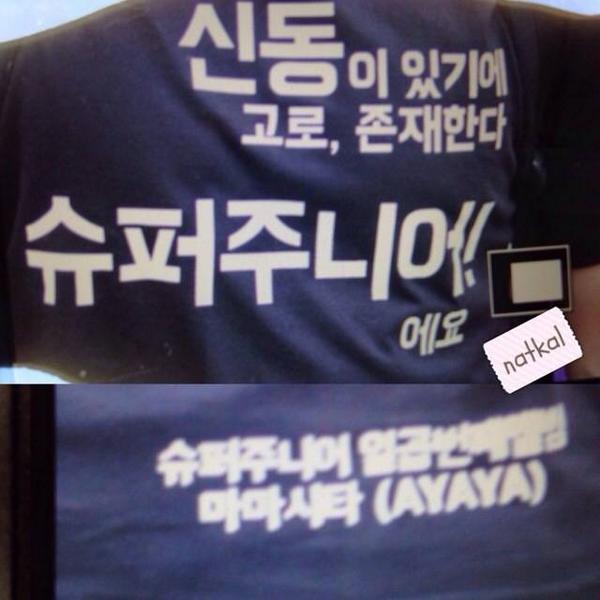 신동이 있기에
고로, 존재한다
슈퍼주니어!
에요
natkal
슈퍼주니어 일곱번째앨범
마마시타 (AYAYA)